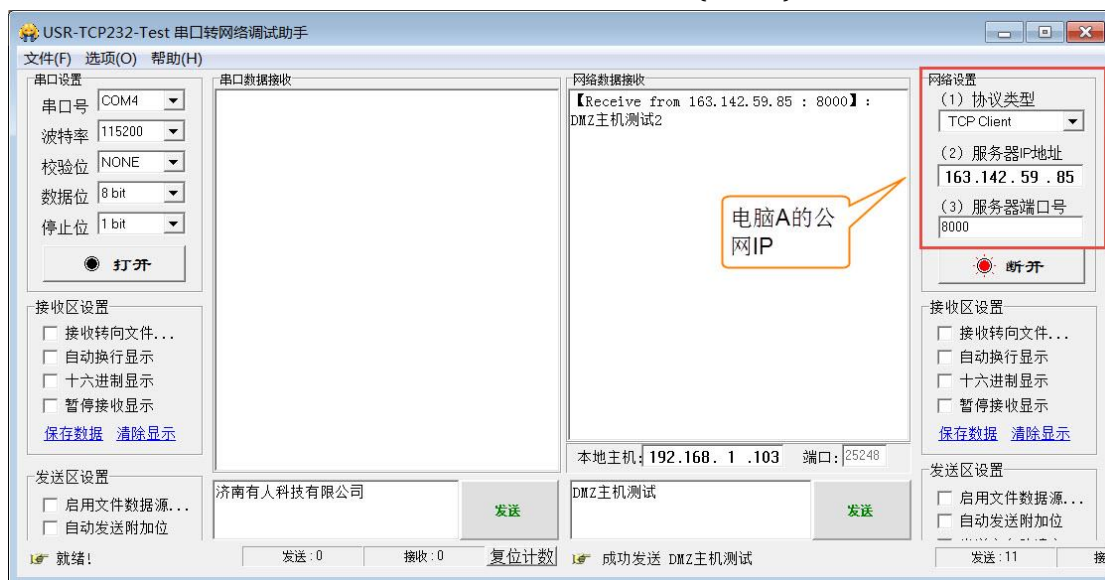 USR-TCP232-Test 串口转网络调试助手
文件(F) 选项(O) 帮助(H)
串口设置
串口号 COM4
波特率 115200
校验位 NONE
数据位 8 bit
停止位 1 bit
打开
接收区设置
接收转向文件...
自动换行显示
十六进制显示
暂停接收显示
保存数据 清除显示
发送区设置
启用文件数据源...
自动发送附加位
串口数据接收
济南有人科技有限公司
发送
网络数据接收
【Receive from 163.142.59.85 : 8000】:
DMZ主机测试2
电脑A的公
网IP
本地主机: 192.168. 1 .103 端口: 25248
DMZ主机测试
发送
网络设置
(1) 协议类型
TCP Client
(2) 服务器IP地址
163.142. 59 . 85
(3) 服务器端口号
8000
断开
接收区设置
接收转向文件...
自动换行显示
十六进制显示
暂停接收显示
保存数据 清除显示
发送区设置
启用文件数据源...
自动发送附加位
就绪! 发送:0 接收:0 复位计数 成功发送 DMZ主机测试 发送:11